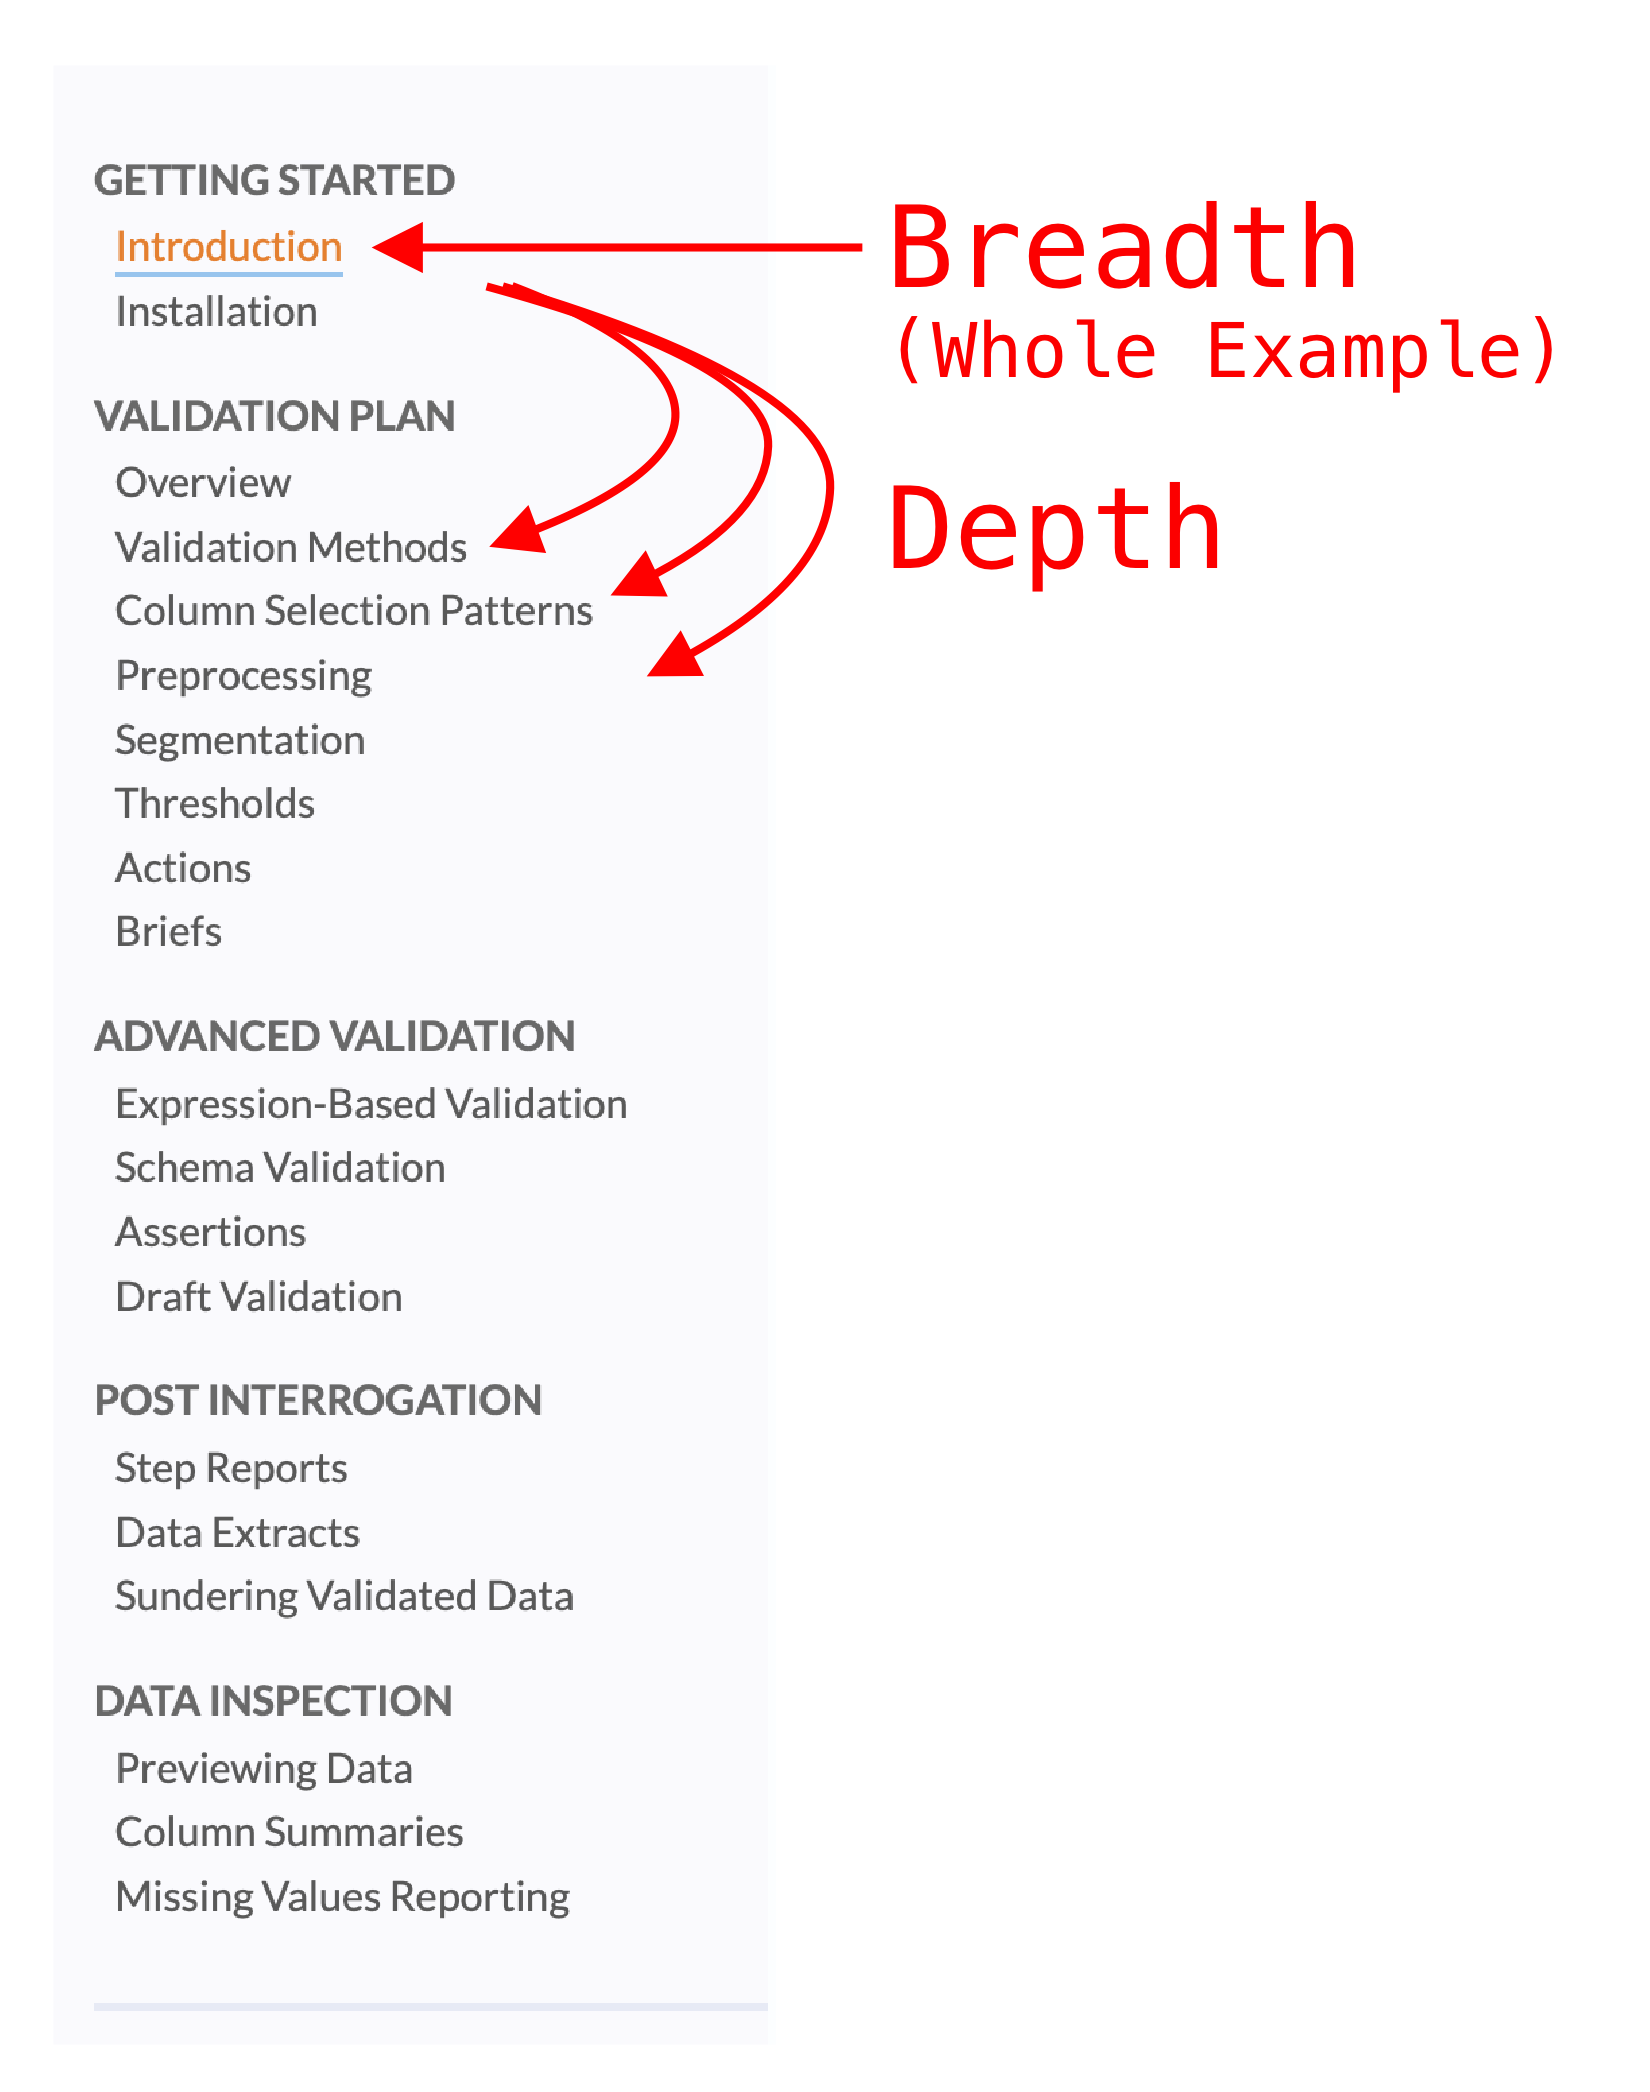 GETTING STARTED
Introduction
Installation
VALIDATION PLAN
Overview
Validation Methods
Column Selection Patterns
Preprocessing
Segmentation
Thresholds
Actions
Briefs
ADVANCED VALIDATION
Expression-Based Validation
Schema Validation
Assertions
Draft Validation
POST INTERROGATION
Step Reports
Data Extracts
Sundering Validated Data
DATA INSPECTION
Previewing Data
Column Summaries
Missing Values Reporting
Breadth
(Whole Example)
Depth